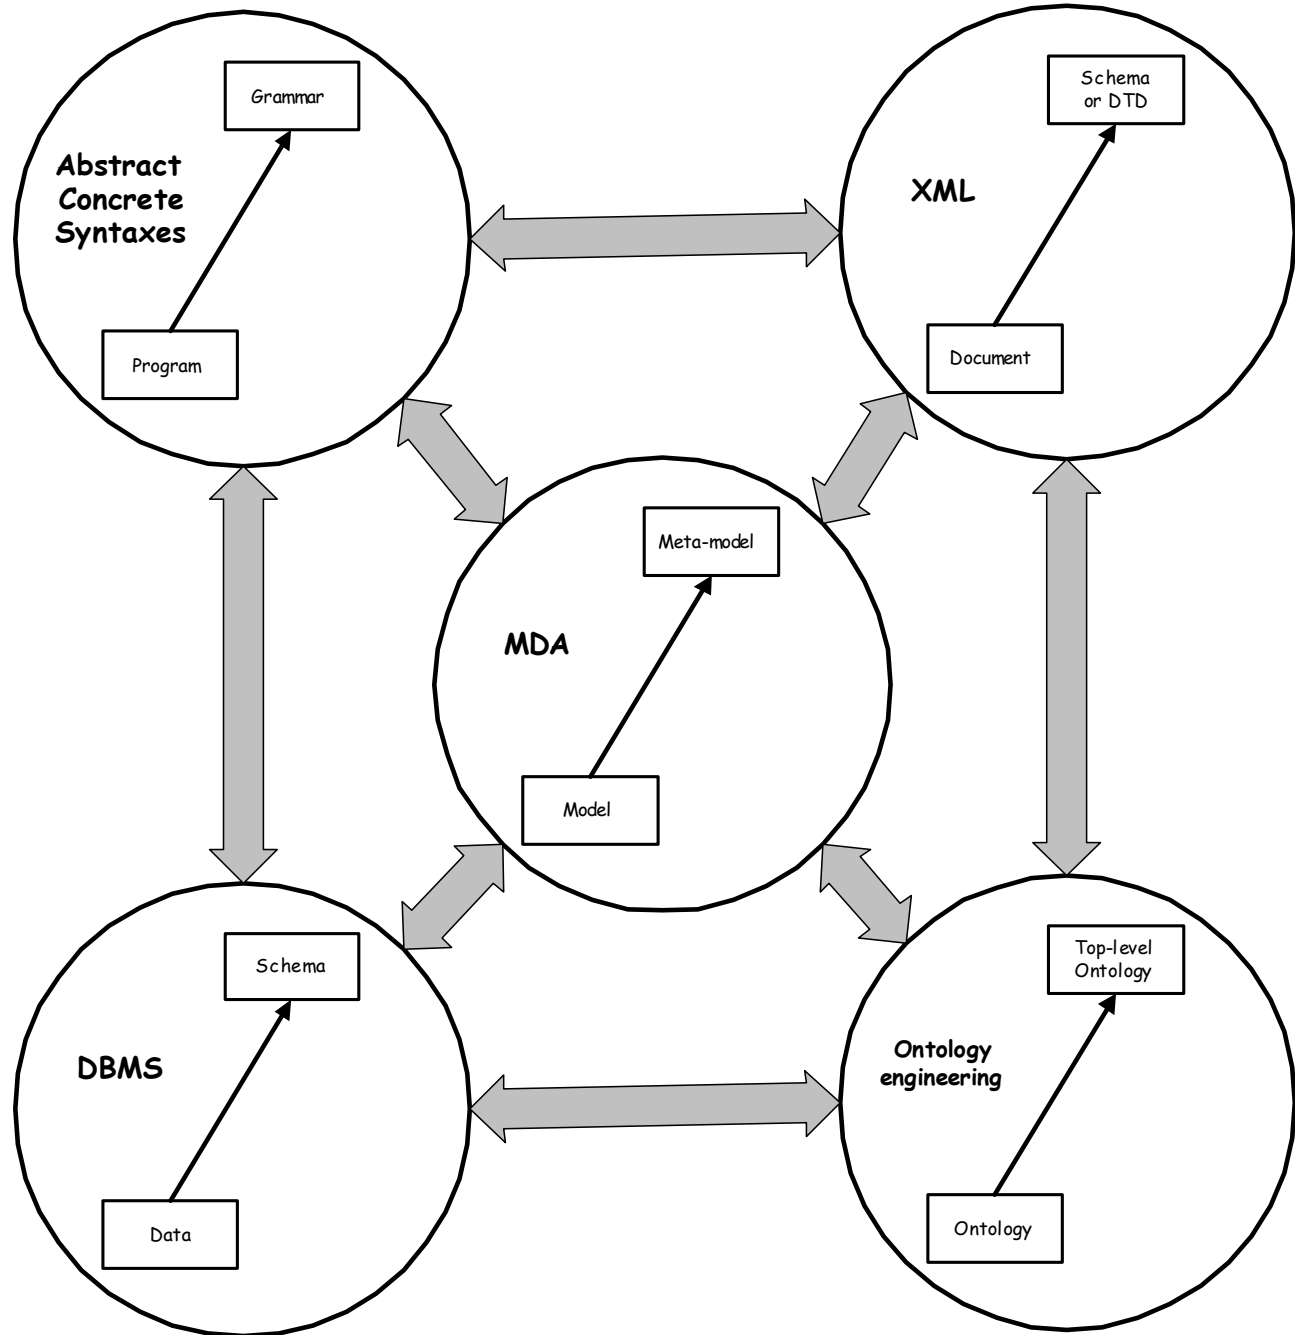 Grammar
Abstract
Concrete
Syntaxes
Program
Schema
or DTD
XML
Document
Meta-model
MDA
Model
Schema
DBMS
Data
Top-level
Ontology
Ontology
engineering
Ontology